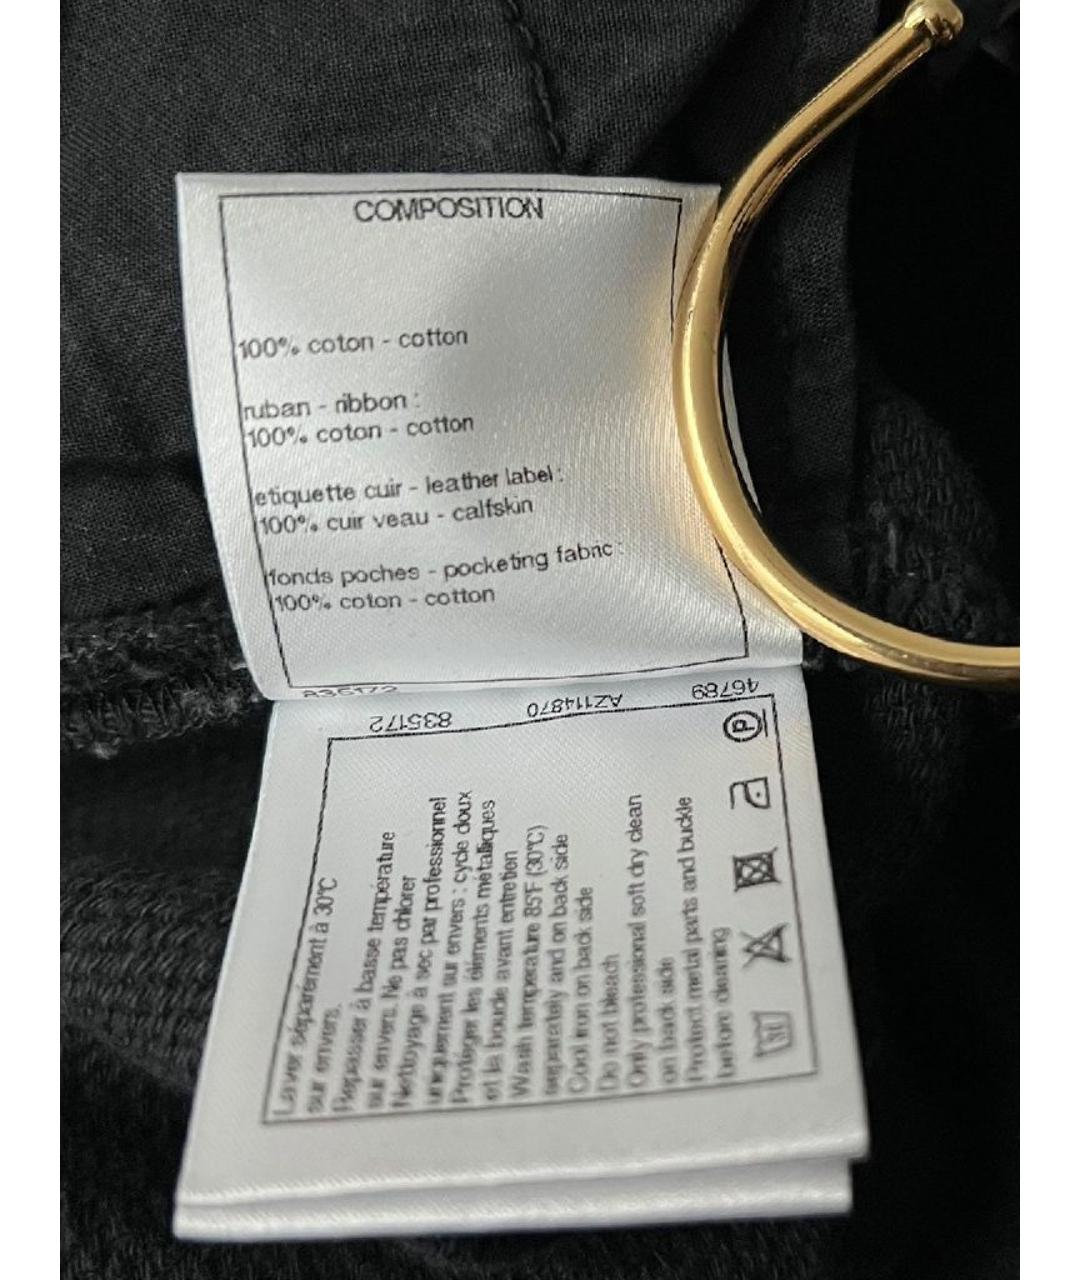 COMPOSITION
100% coton - cotton
ruban - ribbon :
100% coton - cotton
etiquette cuir - leather label :
100% cuir veau - calfskin
fonds poches - pocketing fabric :
100% coton - cotton
835172
835172 AZ114870 46789
Laver séparément à 30°C
sur envers.
Repasser à basse température
sur envers. Ne pas chlorer
Nettoyage à sec par professionnel
uniquement sur envers : cycle doux
Protéger les éléments métalliques
et la boucle avant entretien
Wash temperature 85°F (30°C)
separately and on back side
Cool iron on back side
Do not bleach
Only professional soft dry clean
on back side
Protect metal parts and buckle
before cleaning
30
P